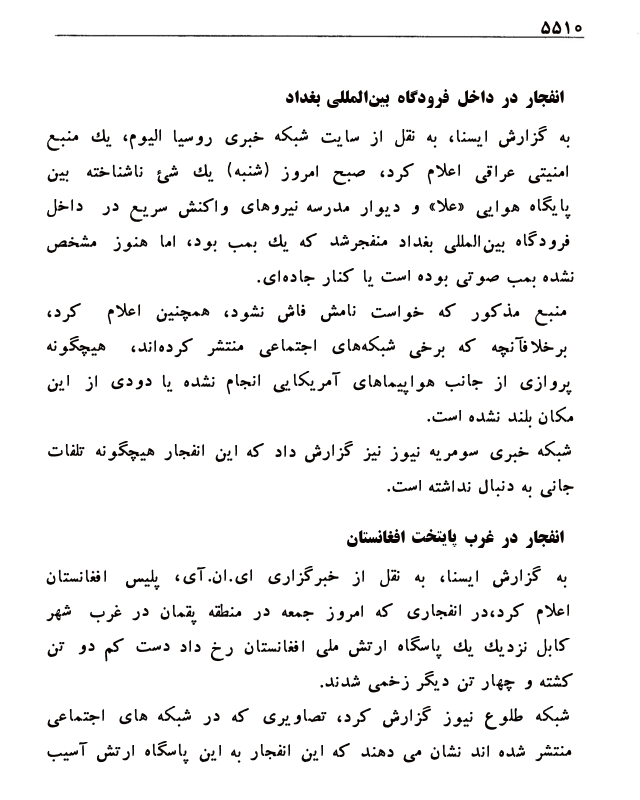 ۵۵۱۰
انفجار در داخل فرودگاه بین‌المللی بغداد
به گزارش ایسنا، به نقل از سایت شبکه خبری روسیا الیوم، یك منبع
امنیتی عراقی اعلام کرد، صبح امروز (شنبه) یك شئ ناشناخته بین
پایگاه هوایی «علا» و دیوار مدرسه نیروهای واکنش سریع در داخل
فرودگاه بین‌المللی بغداد منفجرشد که یك بمب بود، اما هنوز مشخص
نشده بمب صوتی بوده است یا کنار جاده‌ای.
منبع مذکور که خواست نامش فاش نشود، همچنین اعلام کرد،
برخلافآنچه که برخی شبکه‌های اجتماعی منتشر کرده‌اند، هیچگونه
پروازی از جانب هواپیماهای آمریکایی انجام نشده یا دودی از این
مکان بلند نشده است.
شبکه خبری سومریه نیوز نیز گزارش داد که این انفجار هیچگونه تلفات
جانی به دنبال نداشته است.
انفجار در غرب پایتخت افغانستان
به گزارش ایسنا، به نقل از خبرگزاری ای.ان.آی، پلیس افغانستان
اعلام کرد،در انفجاری که امروز جمعه در منطقه پقمان در غرب شهر
کابل نزدیك یك پاسگاه ارتش ملی افغانستان رخ داد دست کم دو تن
کشته و چهار تن دیگر زخمی شدند.
شبکه طلوع نیوز گزارش کرد، تصاویری که در شبکه های اجتماعی
منتشر شده اند نشان می دهند که این انفجار به این پاسگاه ارتش آسیب